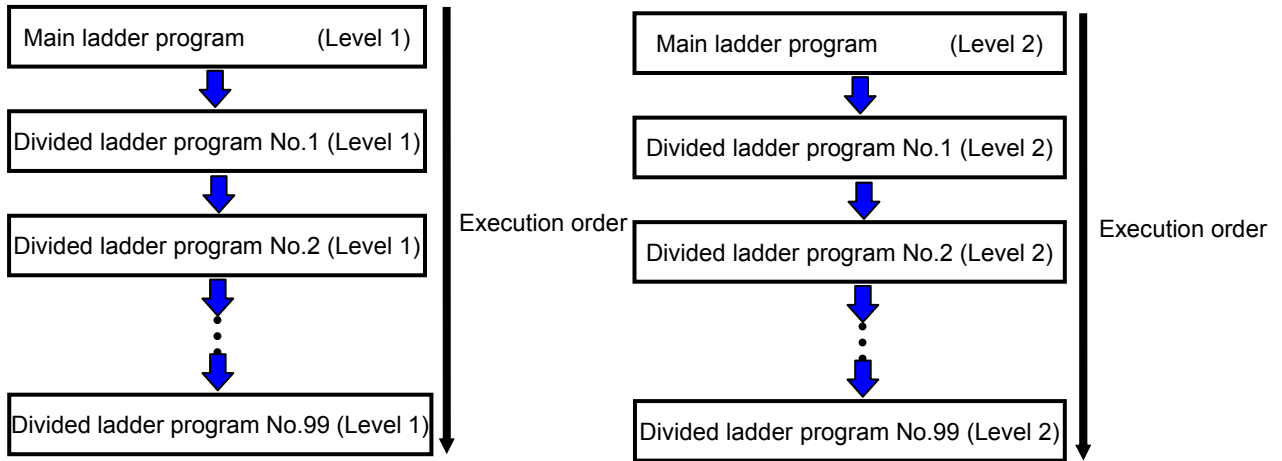 Main ladder program (Level 1)
Divided ladder program No.1 (Level 1)
Divided ladder program No.2 (Level 1)
Divided ladder program No.99 (Level 1)
Execution order
Main ladder program (Level 2)
Divided ladder program No.1 (Level 2)
Divided ladder program No.2 (Level 2)
Divided ladder program No.99 (Level 2)
Execution order